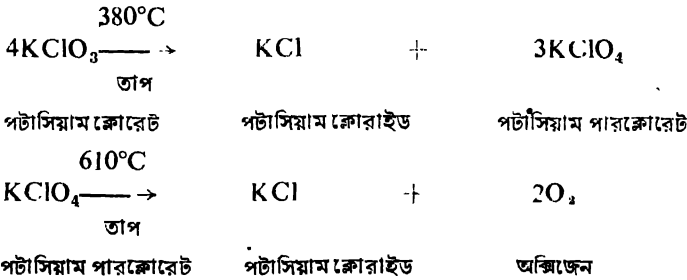 380°C
4KClO₃ → KCl + 3KClO₄
তাপ
পটাসিয়াম ক্লোরেট পটাসিয়াম ক্লোরাইড পটাসিয়াম পারক্লোরেট
610°C
KClO₄ → KCl + 2O₂
তাপ
পটাসিয়াম পারক্লোরেট পটাসিয়াম ক্লোরাইড অক্সিজেন